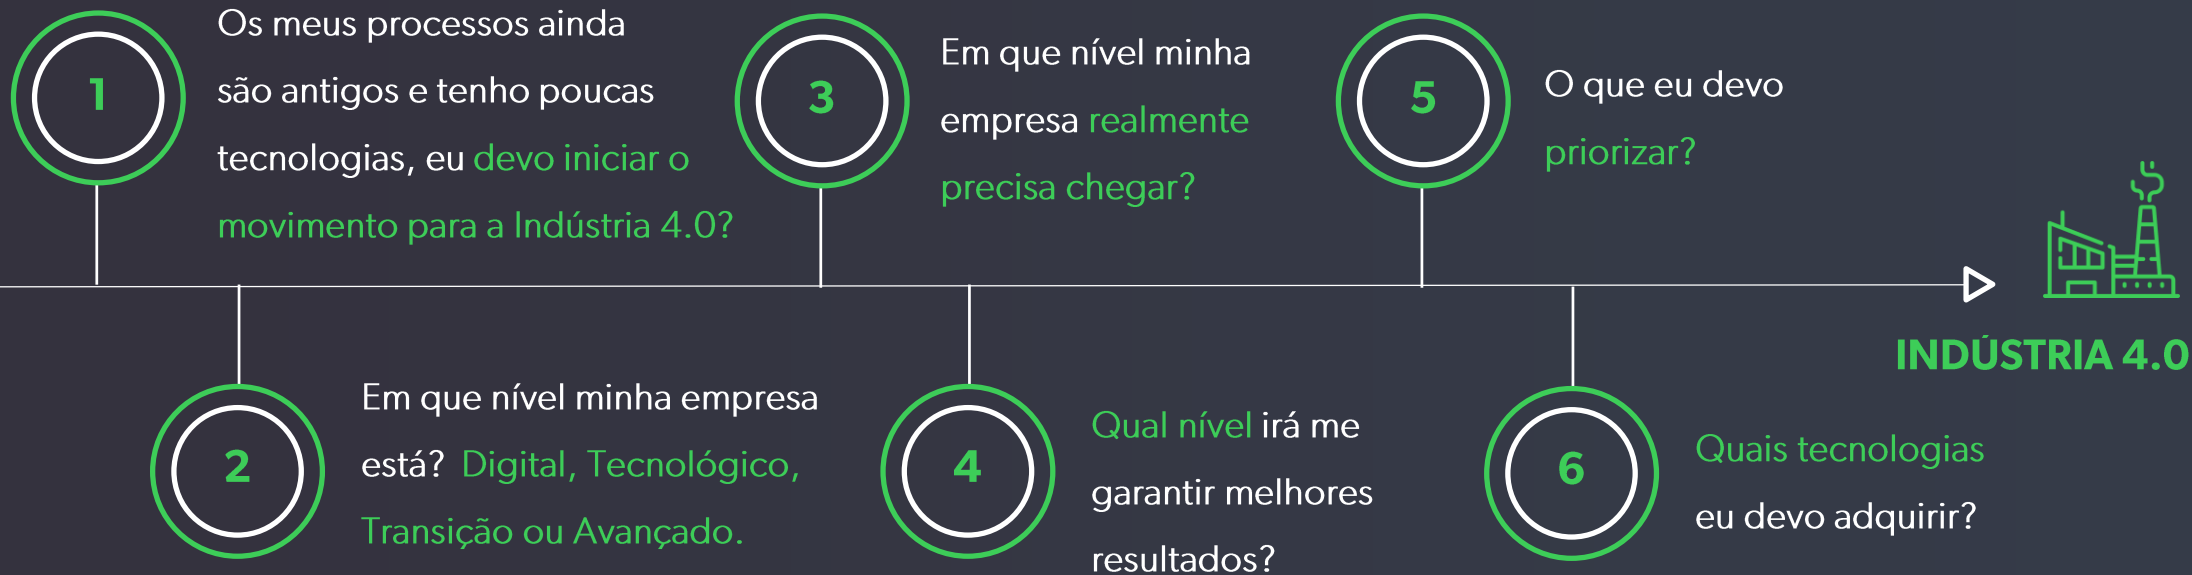 1
Os meus processos ainda
são antigos e tenho poucas
tecnologias, eu devo iniciar o
movimento para a Indústria 4.0?
2
Em que nível minha empresa
está? Digital, Tecnológico,
Transição ou Avançado.
3
Em que nível minha
empresa realmente
precisa chegar?
4
Qual nível irá me
garantir melhores
resultados?
5
O que eu devo
priorizar?
6
Quais tecnologias
eu devo adquirir?
INDÚSTRIA 4.0